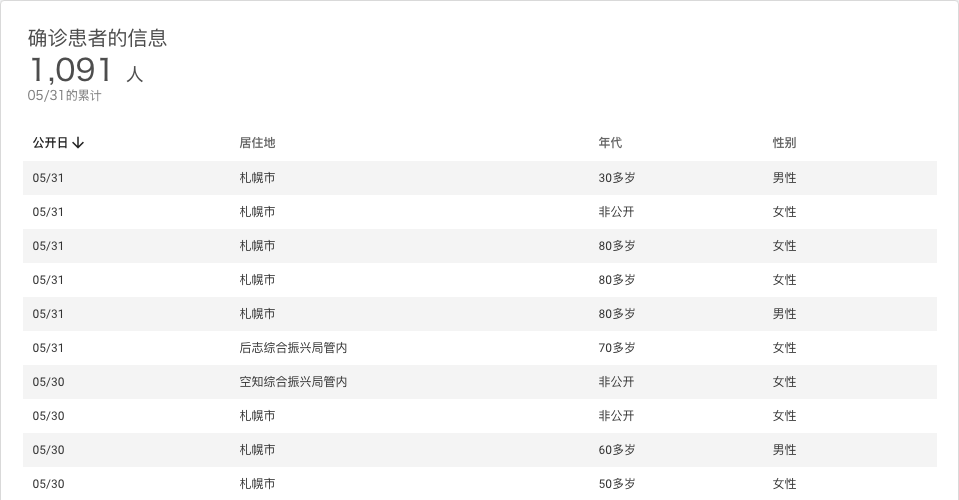 确诊患者的信息
1,091 人
05/31的累计
公开日 居住地 年代 性别
05/31 札幌市 30多岁 男性
05/31 札幌市 非公开 女性
05/31 札幌市 80多岁 女性
05/31 札幌市 80多岁 女性
05/31 札幌市 80多岁 男性
05/31 后志综合振兴局管内 70多岁 女性
05/30 空知综合振兴局管内 非公开 女性
05/30 札幌市 非公开 女性
05/30 札幌市 60多岁 男性
05/30 札幌市 50多岁 女性